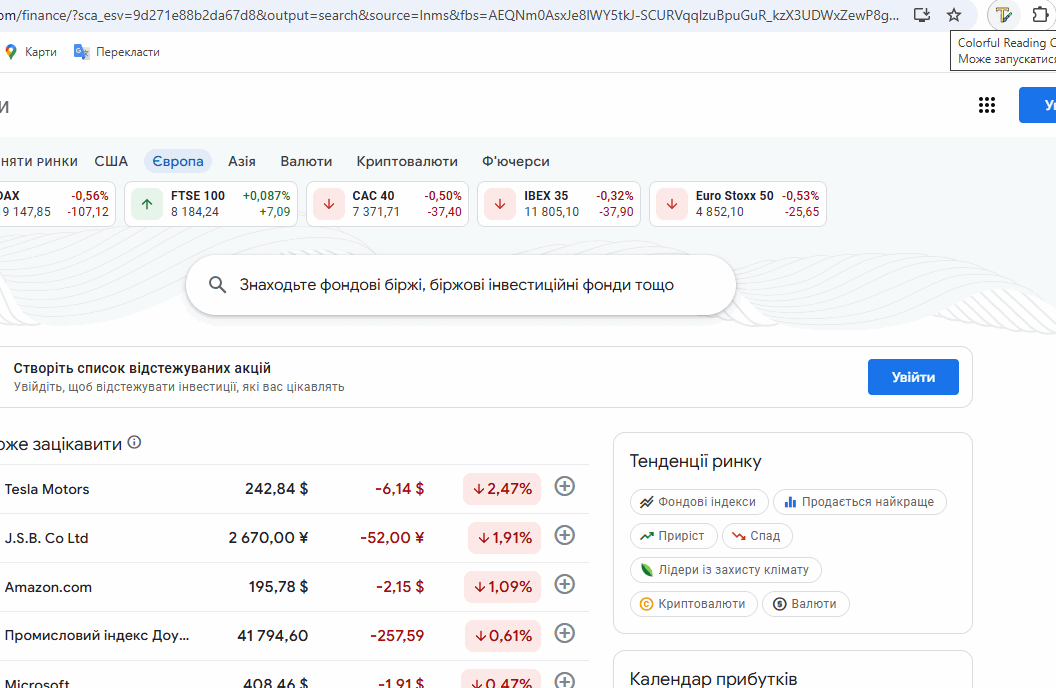 om/finance/?sca_esv=9d271e88b2da67d8&output=search&source=lnms&fbs=AEQNm0AsxJe8lWY5tkJ-SCURVqqlzuBpuGuR_kzX3UDWxZewP8g...
Карти Перекласти
Colorful Reading C
Може запускатися
и
Ув
НЯТИ РИНКИ США Європа Азія Валюти Криптовалюти Ф'ючерси
DAX -0,56% FTSE 100 +0,087% CAC 40 -0,50% IBEX 35 -0,32% Euro Stoxx 50 -0,53%
9 147,85 -107,12 8 184,24 +7,09 7 371,71 -37,40 11 805,10 -37,90 4 852,10 -25,65
Знаходьте фондові біржі, біржові інвестиційні фонди тощо
Створіть список відстежуваних акцій
Увійдіть, щоб відстежувати інвестиції, які вас цікавлять
Увійти
оже зацікавити
Tesla Motors 242,84 $ -6,14 $ 2,47%
J.S.B. Co Ltd 2 670,00 ¥ -52,00 ¥ 1,91%
Amazon.com 195,78 $ -2,15 $ 1,09%
Промисловий індекс Доу... 41 794,60 -257,59 0,61%
Microsoft 408,46 $ -1,91 $ 0,47%
Тенденції ринку
Фондові індекси Продається найкраще
Приріст Спад
Лідери із захисту клімату
Криптовалюти Валюти
Календар прибутків